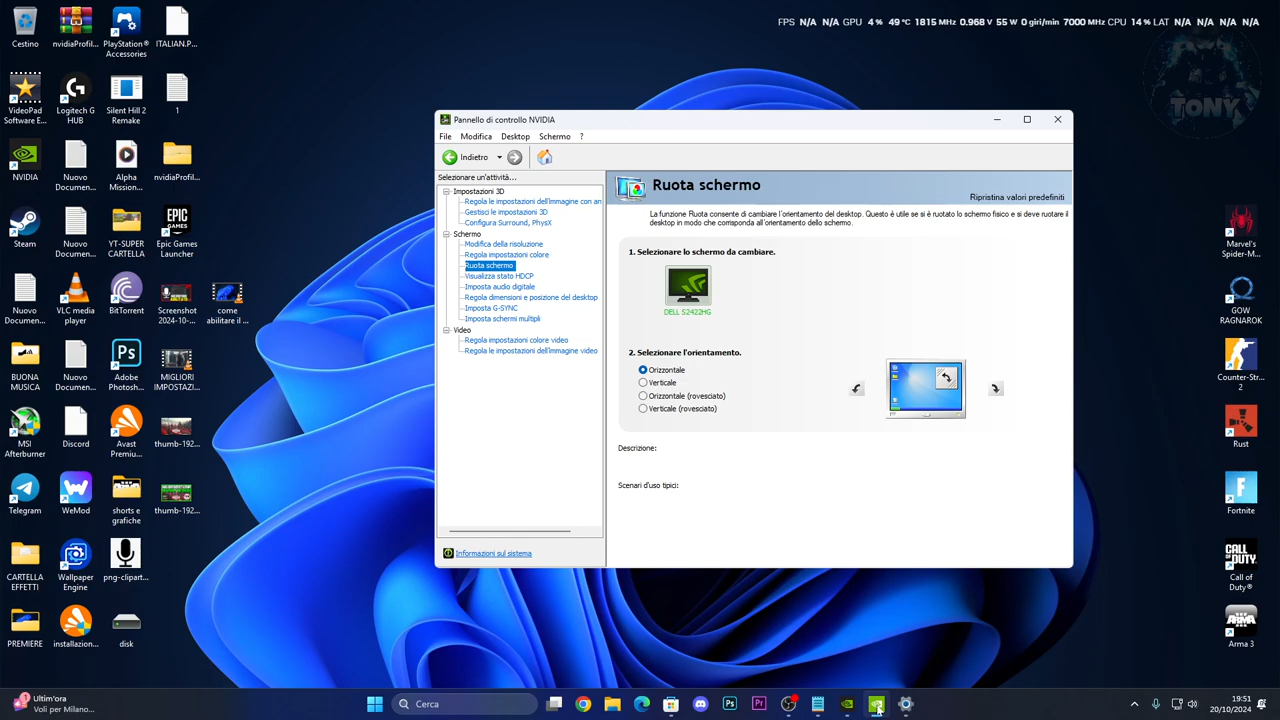 FPS N/A N/A GPU 4 % 49 °C 1815 MHz 0.968 V 55 W 0 giri/min 7000 MHz CPU 14 % LAT N/A N/A N/A N/A
TONY
Cestino
nvidiaProfil...
PlayStation®
Accessories
ITALIAN.P...
VideoPad
Software E...
Logitech G
HUB
Silent Hill 2
Remake
1
NVIDIA
Nuovo
Documen...
Alpha
Mission...
nvidiaProfil...
Steam
Nuovo
Documen...
YT-SUPER
CARTELLA
Epic Games
Launcher
Nuovo
Documen...
VLC media
player
BitTorrent
Screenshot
2024-10-...
come
abilitare il ...
BUONA
MUSICA
Nuovo
Documen...
Adobe
Photosh...
MIGLIORI
IMPOSTAZI...
MSI
Afterburner
Discord
Avast
Premiu...
thumb-192...
Telegram
WeMod
shorts e
grafiche
thumb-192...
CARTELLA
EFFETTI
Wallpaper
Engine
png-clipart...
PREMIERE
installazion...
disk
Pannello di controllo NVIDIA
File Modifica Desktop Schermo ?
Indietro
Selezionare un'attività...
Impostazioni 3D
Regola le impostazioni dell'immagine con an
Gestisci le impostazioni 3D
Configura Surround, PhysX
Schermo
Modifica della risoluzione
Regola impostazioni colore
Ruota schermo
Visualizza stato HDCP
Imposta audio digitale
Regola dimensioni e posizione del desktop
Imposta G-SYNC
Imposta schermi multipli
Video
Regola impostazioni colore video
Regola le impostazioni dell'immagine video
Informazioni sul sistema
Ruota schermo
Ripristina valori predefiniti
La funzione Ruota consente di cambiare l'orientamento del desktop. Questo è utile se si è ruotato lo schermo fisico e si deve ruotare il
desktop in modo che corrisponda all'orientamento dello schermo.
1. Selezionare lo schermo da cambiare.
DELL S2422HG
2. Selezionare l'orientamento.
Orizzontale
Verticale
Orizzontale (rovesciato)
Verticale (rovesciato)
Descrizione:
Scenari d'uso tipici:
Marvel's
Spider-M...
GOW
RAGNAROK
Counter-Str...
2
Rust
Fortnite
CALL OF DUTY
Call of
Duty®
ARMA
Arma 3
1
Ultim'ora
Voli per Milano...
Cerca
19:51
20/10/2024